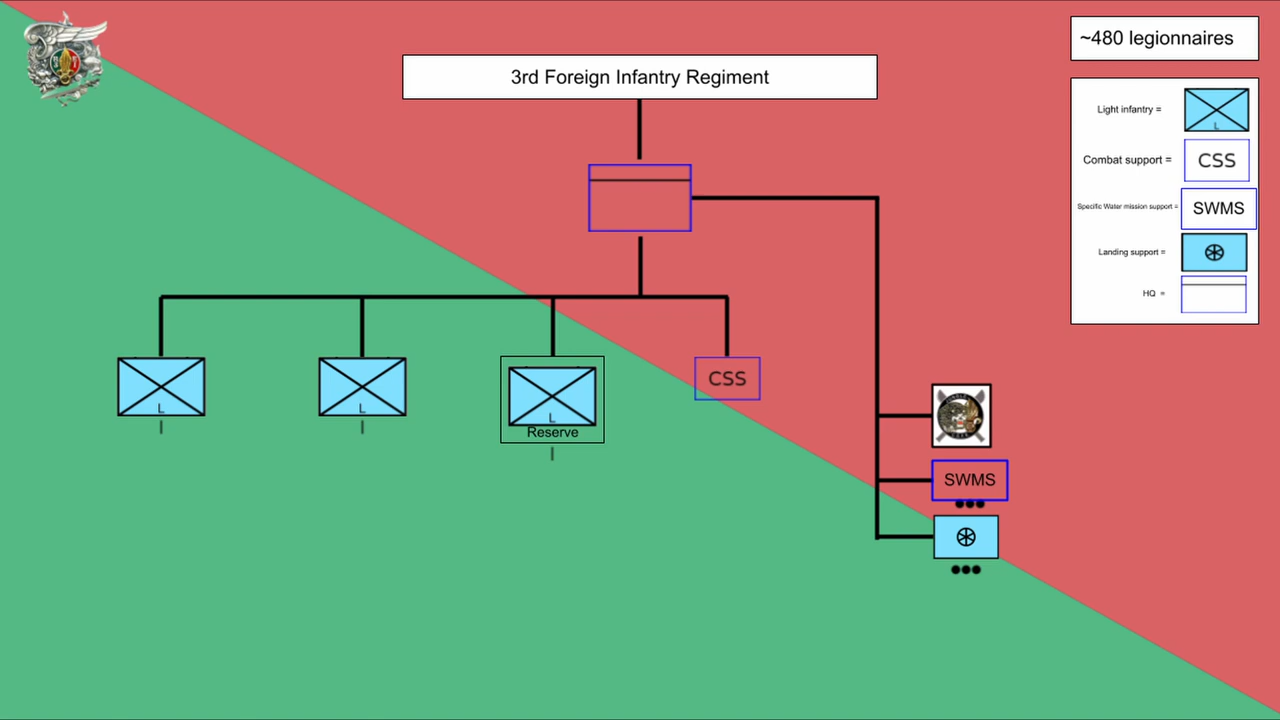 ~480 legionnaires
3rd Foreign Infantry Regiment
Light infantry =
L
Combat support =
CSS
Specific Water mission support =
SWMS
Landing support =
HQ =
L
L
L
Reserve
CSS
SWMS